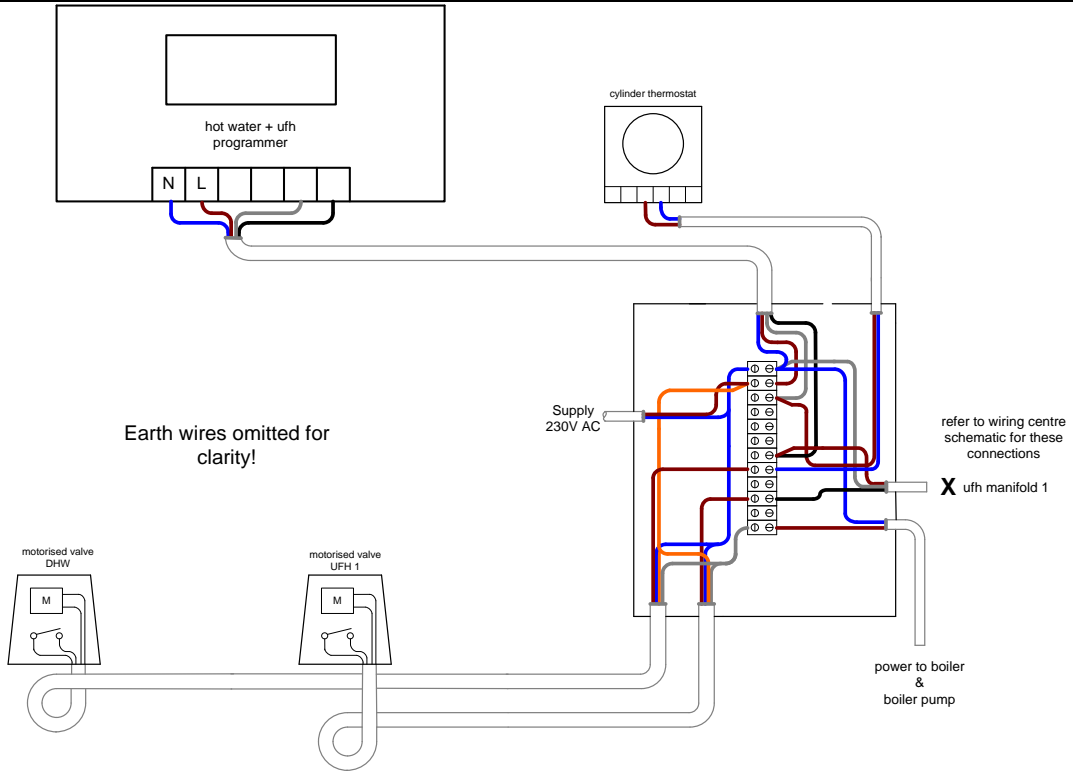 hot water + ufh
programmer
N L
cylinder thermostat
Supply
230V AC
Earth wires omitted for
clarity!
refer to wiring centre
schematic for these
connections
X ufh manifold 1
motorised valve
DHW
M
motorised valve
UFH 1
M
power to boiler
&
boiler pump